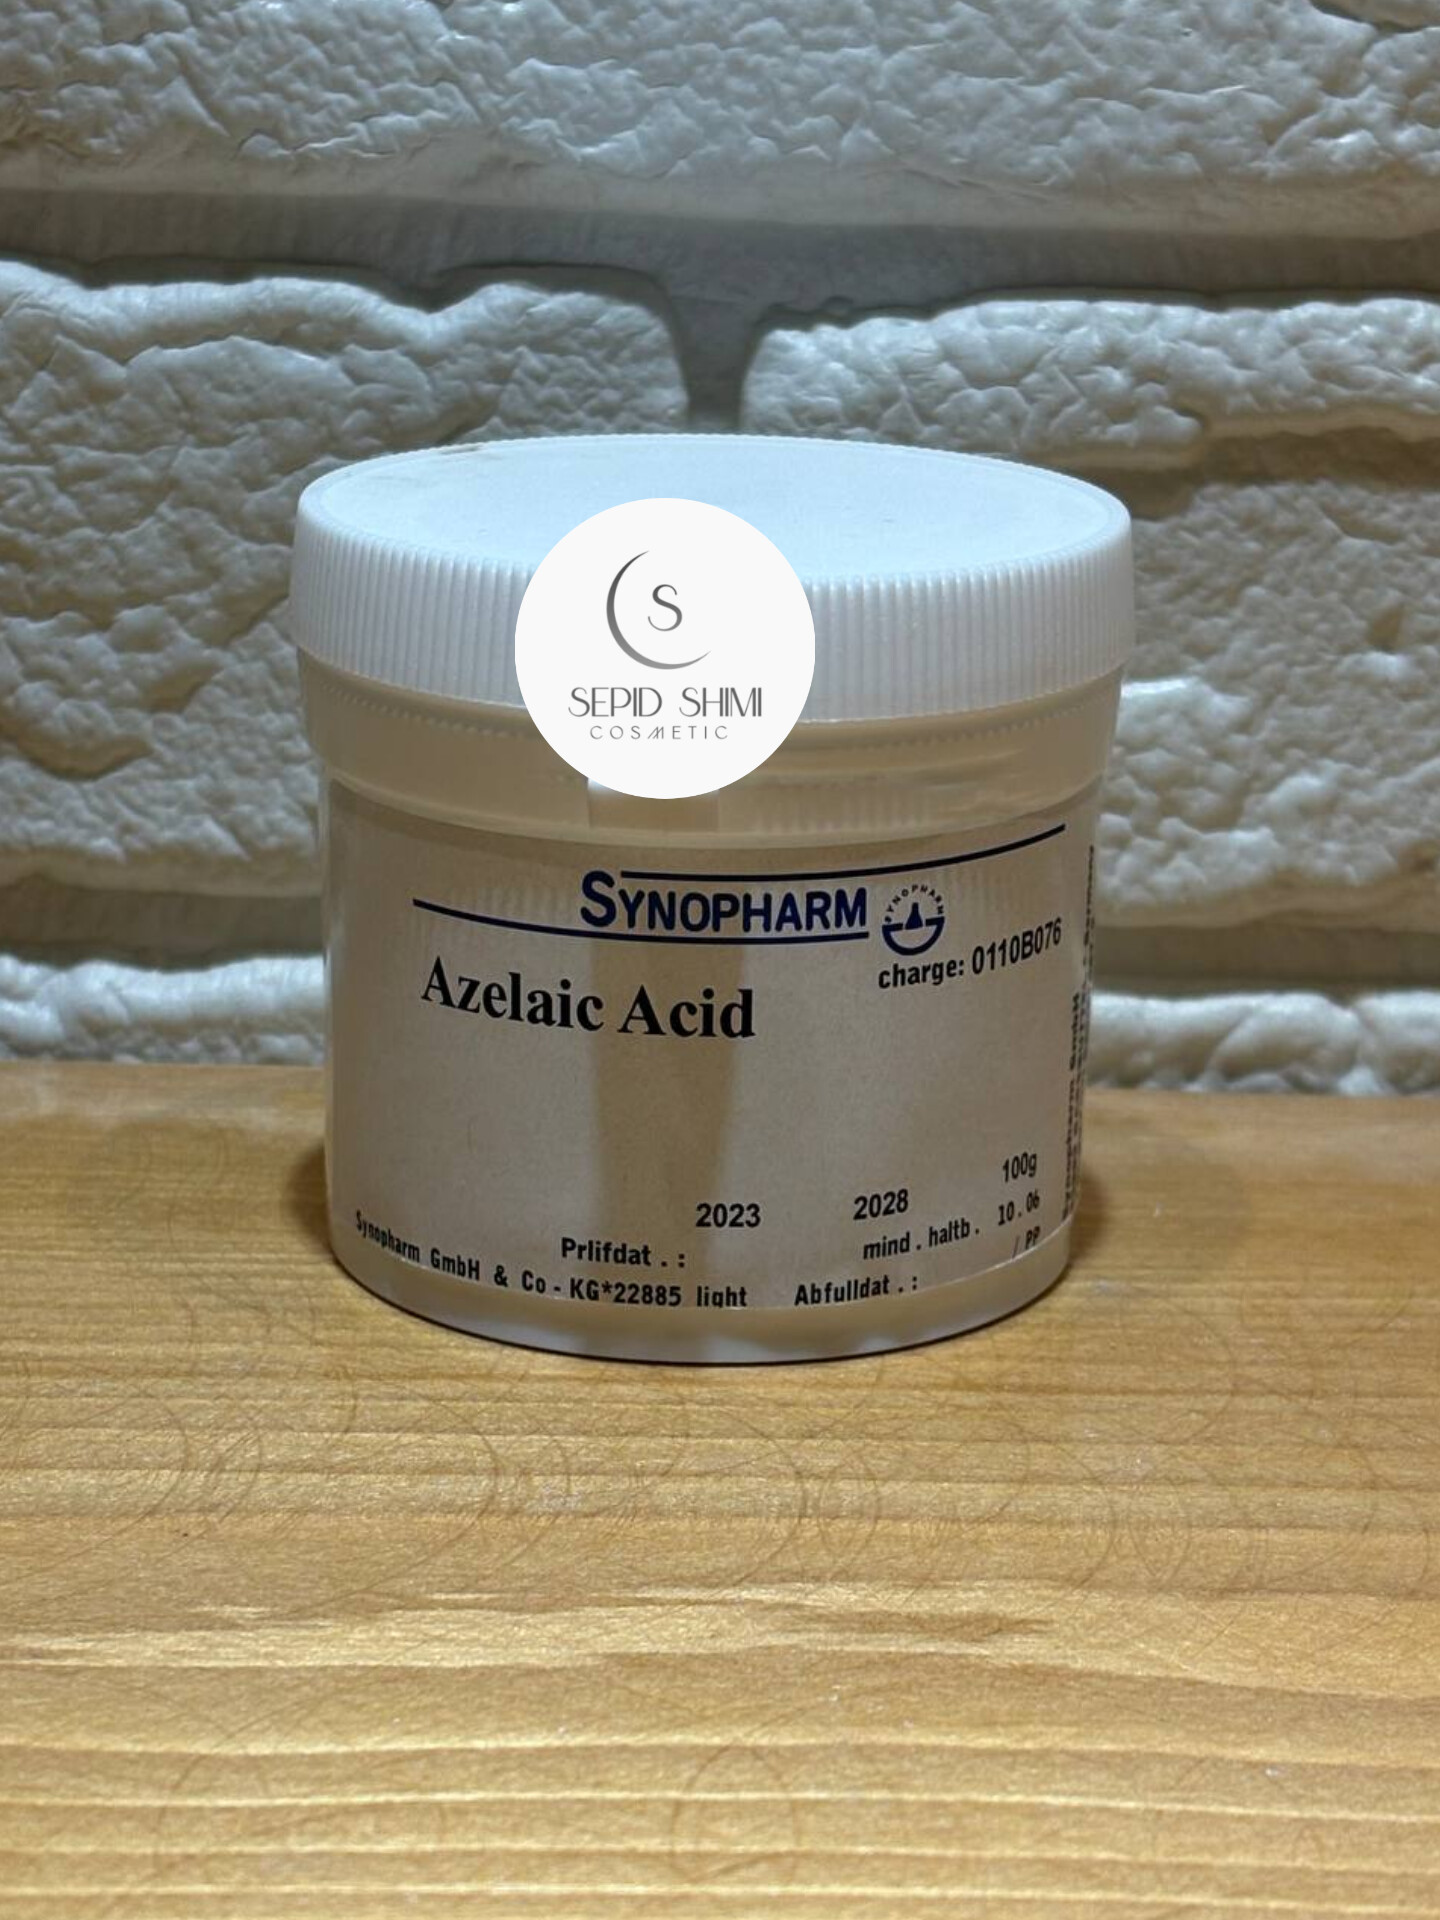 S
SEPID SHIMI
COSMETIC
SYNOPHARM
SYNOPHARM
charge: 0110B076
Azelaic Acid
100g
2023 2028 10.06
Prlifdat . : mind . haltb . / PP
Synopharm GmbH & Co - KG*22885 light Abfulldat . :